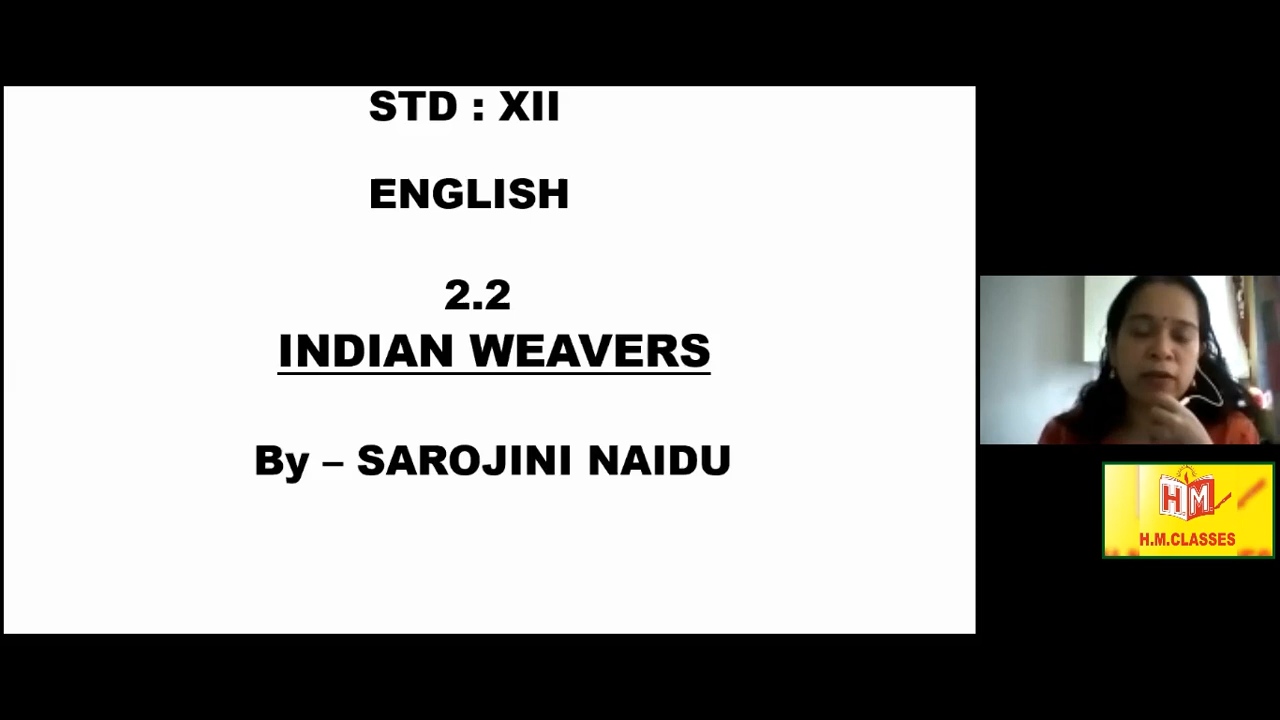 STD : XII
ENGLISH
2.2
INDIAN WEAVERS
By – SAROJINI NAIDU
H.M.
H.M.CLASSES